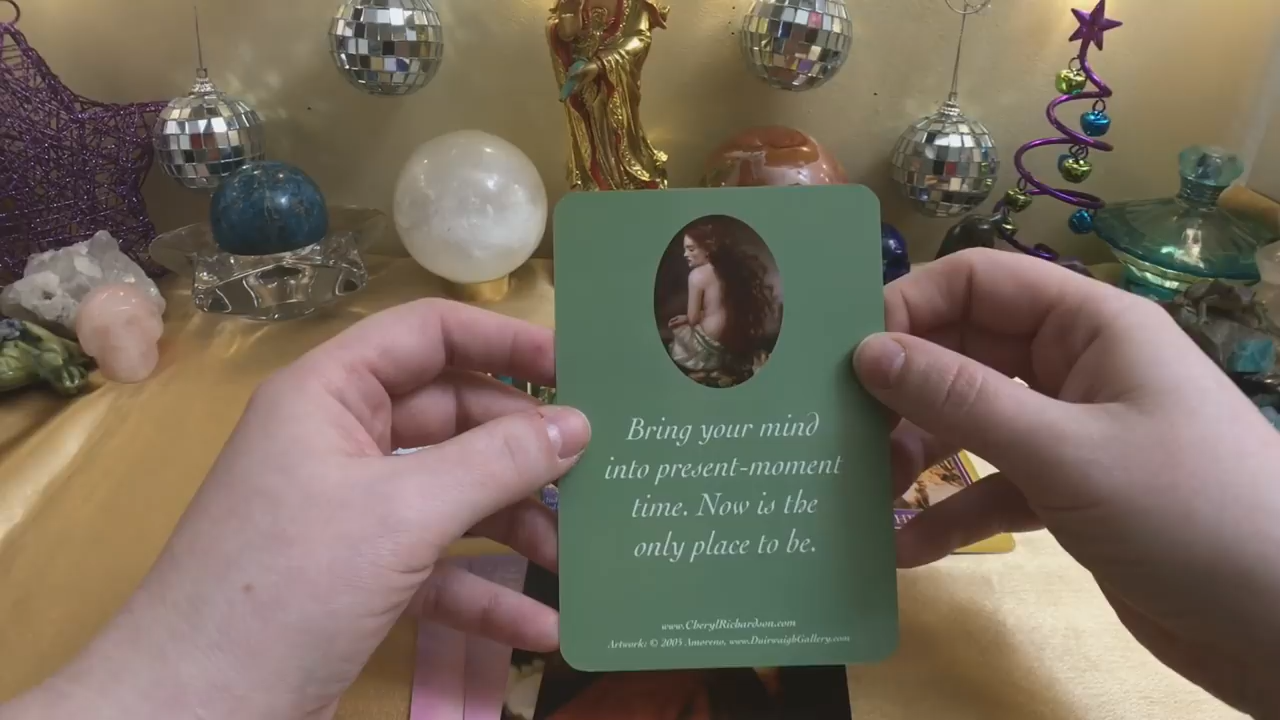 Bring your mind
into present-moment
time. Now is the
only place to be.
www.CherylRichardson.com
Artwork: © 2005 Amoreno, www.DuirwaighGallery.com